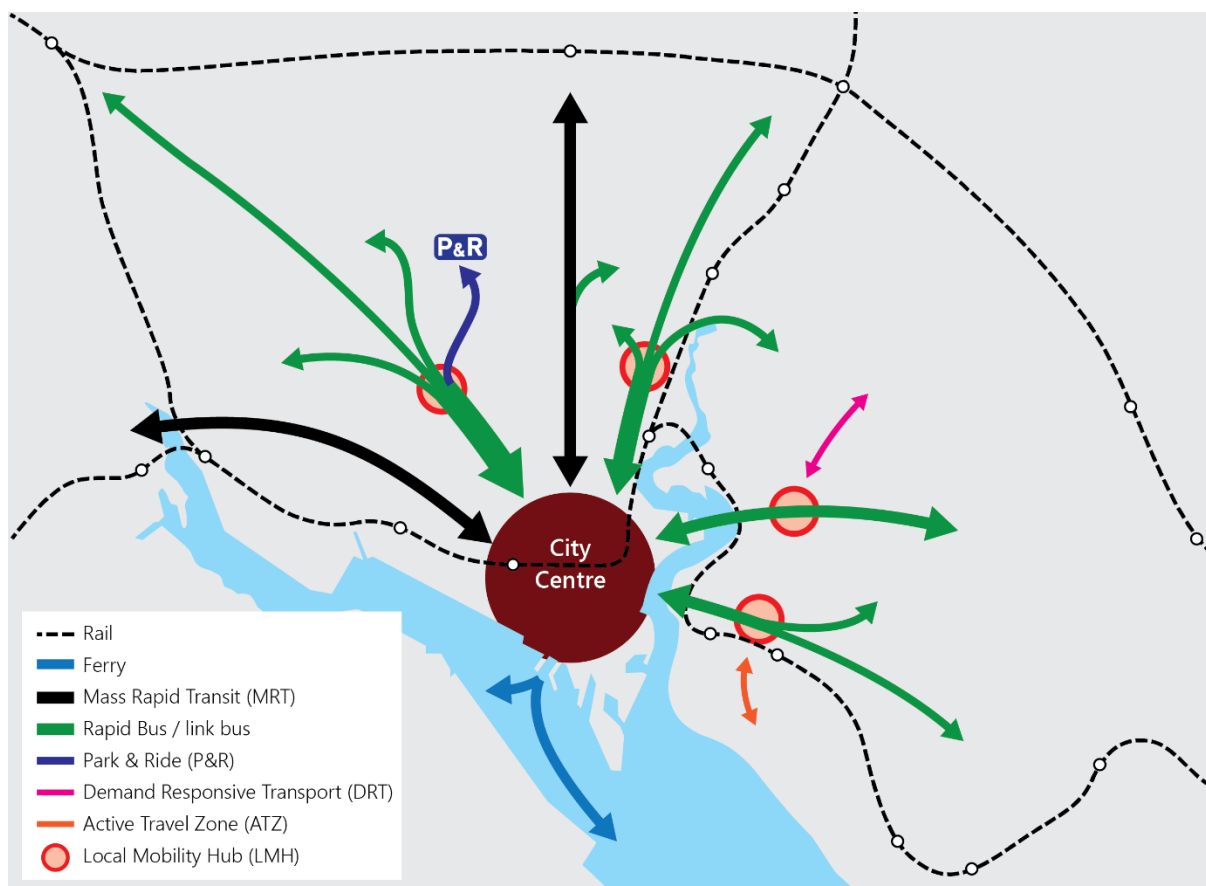 P&R
City
Centre
Rail
Ferry
Mass Rapid Transit (MRT)
Rapid Bus / link bus
Park & Ride (P&R)
Demand Responsive Transport (DRT)
Active Travel Zone (ATZ)
Local Mobility Hub (LMH)